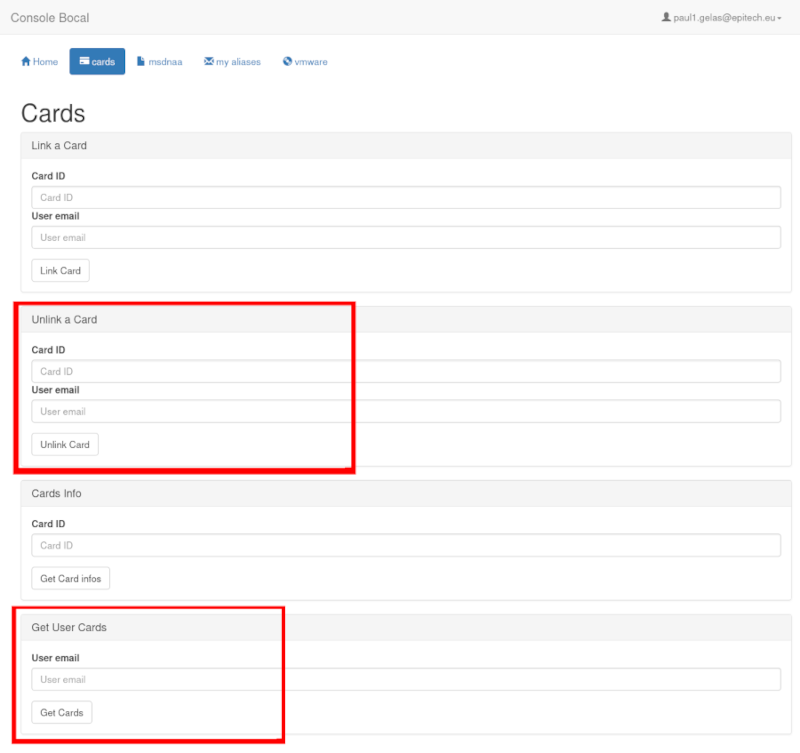 Console Bocal
paul1.gelas@epitech.eu
Home cards msdnaa my aliases vmware
Cards
Link a Card
Card ID
Card ID
User email
User email
Link Card
Unlink a Card
Card ID
Card ID
User email
User email
Unlink Card
Cards Info
Card ID
Card ID
Get Card infos
Get User Cards
User email
User email
Get Cards